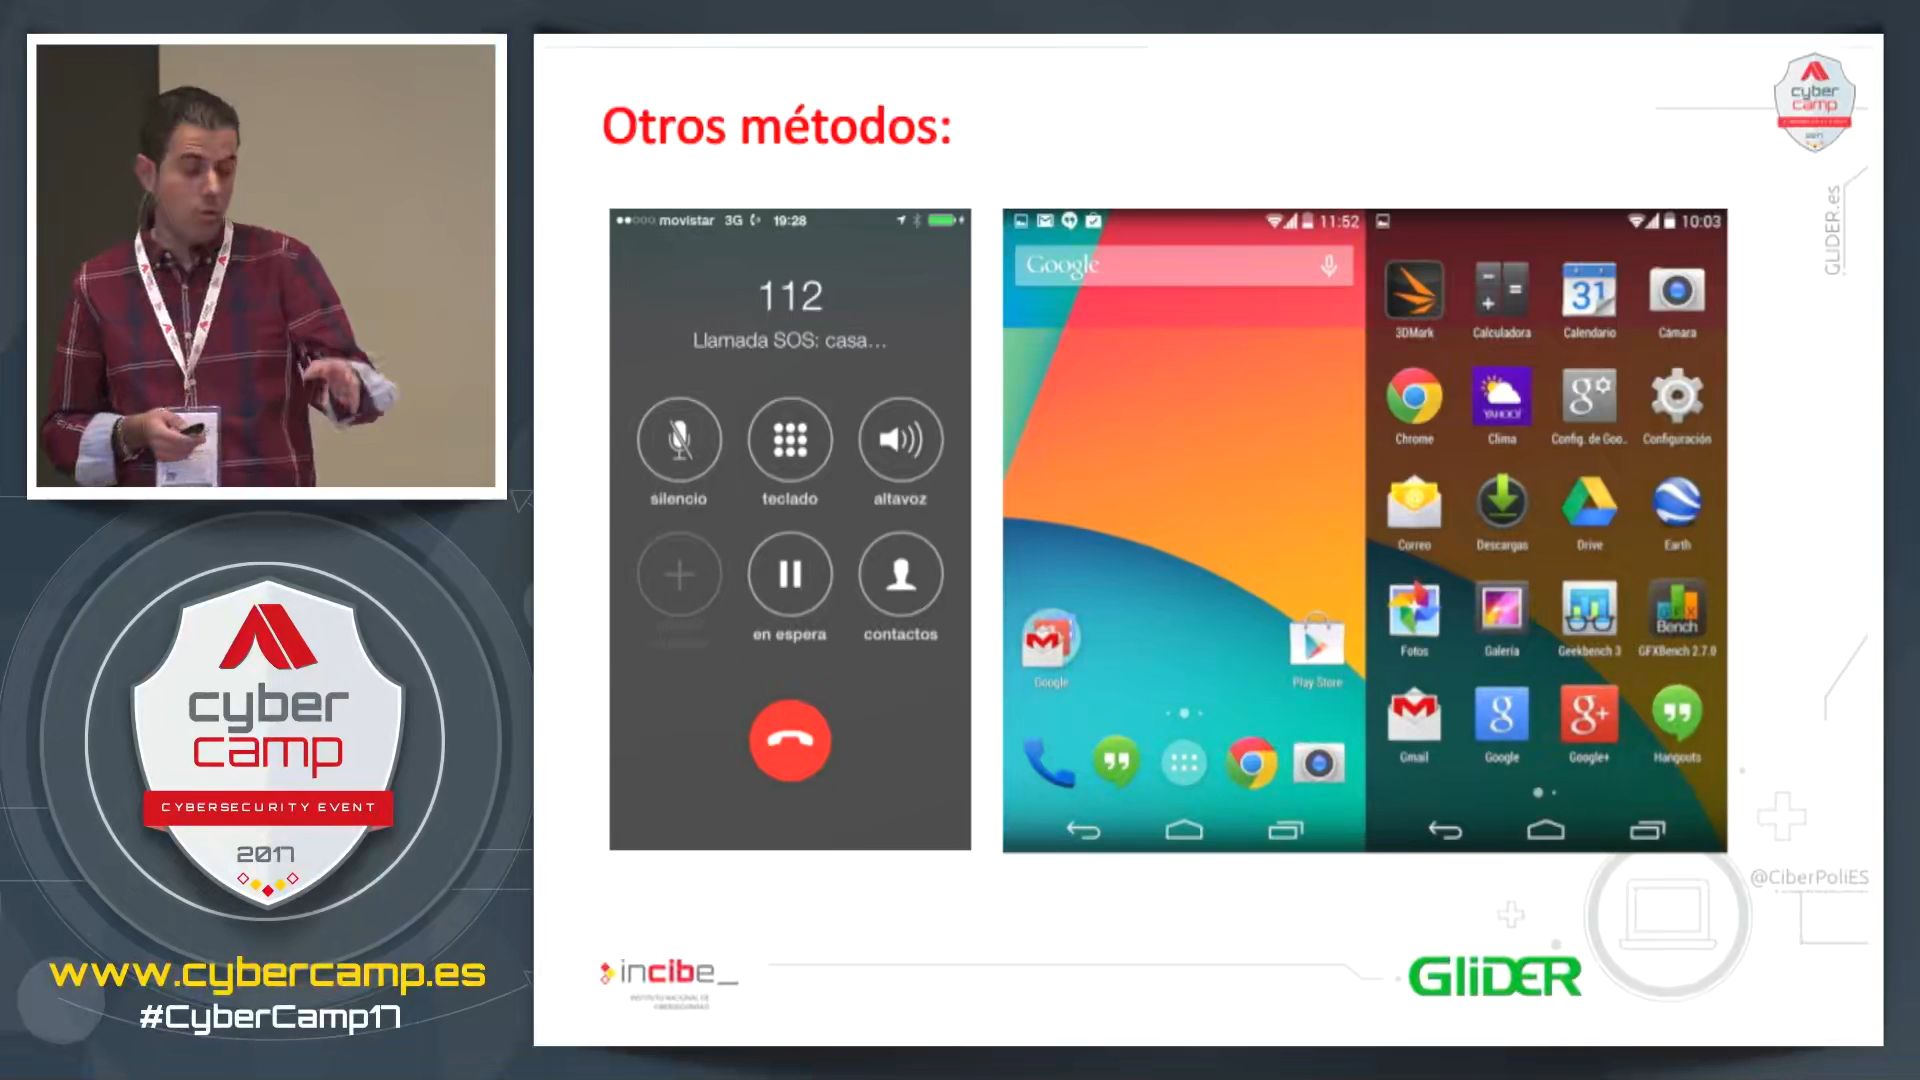 cyber
camp
CYBERSECURITY EVENT
2017
www.cybercamp.es
#CyberCamp17
Otros métodos:
cyber
camp
GLIDER.es
movistar 3G 19:28
112
Llamada SOS: casa...
silencio
teclado
altavoz
en espera
contactos
11:52
Google
Google
Play Store
10:03
3DMark
Calculadora
31
Calendario
Cámara
Chrome
YAHOO!
Clima
Config. de Goo..
Configuración
Correo
Descargas
Drive
Earth
Fotos
Galería
Geekbench 3
GFXBench 2.7.0
Bench
Gmail
Google
Google+
Hangouts
@CiberPoliES
incibe_
GLIDER